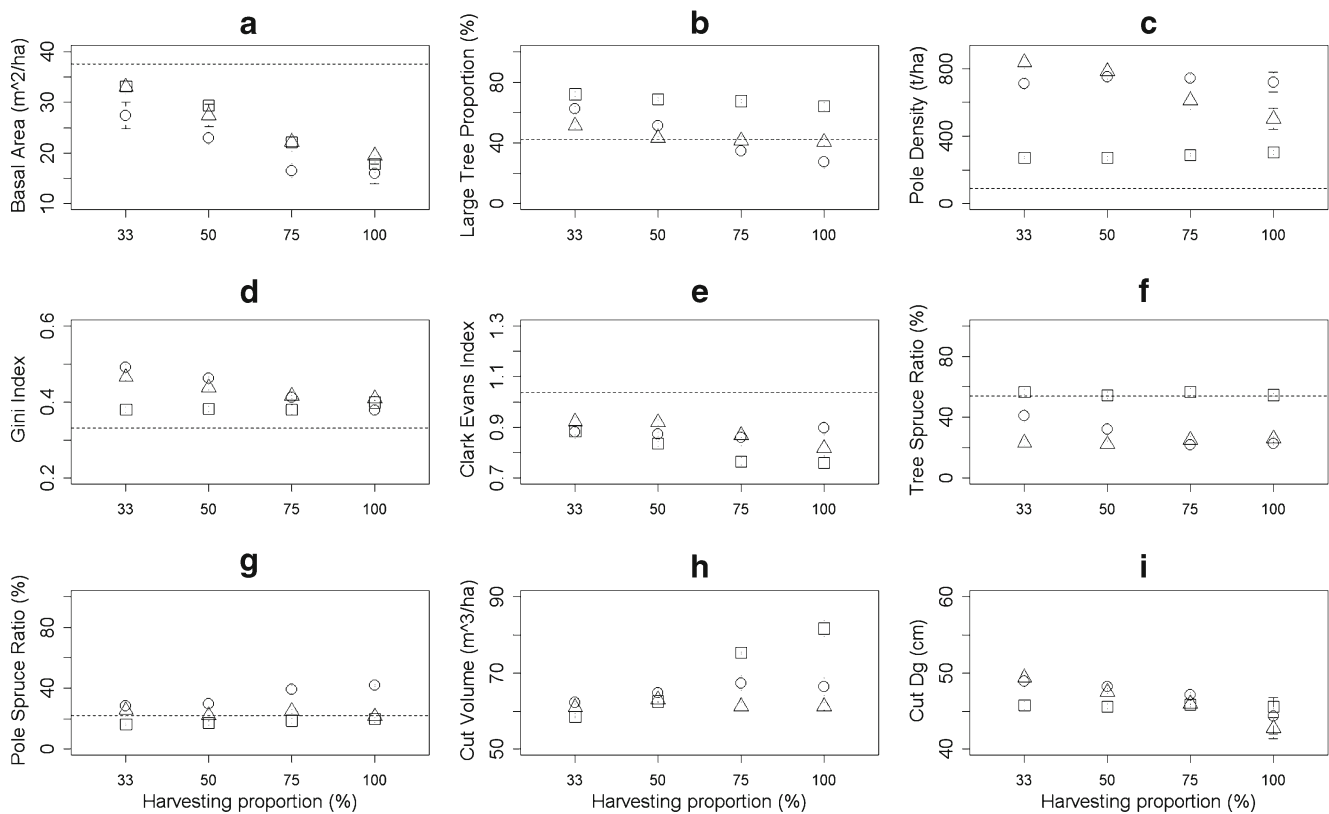 a
Basal Area (m^2/ha)
40
30
20
10
33 50 75 100
b
Large Tree Proportion (%)
80
40
0
33 50 75 100
c
Pole Density (t/ha)
800
400
0
33 50 75 100
d
Gini Index
0.6
0.4
0.2
33 50 75 100
e
Clark Evans Index
1.3
1.1
0.9
0.7
33 50 75 100
f
Tree Spruce Ratio (%)
80
40
0
33 50 75 100
g
Pole Spruce Ratio (%)
80
40
0
33 50 75 100
Harvesting proportion (%)
h
Cut Volume (m^3/ha)
90
70
50
33 50 75 100
Harvesting proportion (%)
i
Cut Dg (cm)
60
50
40
33 50 75 100
Harvesting proportion (%)